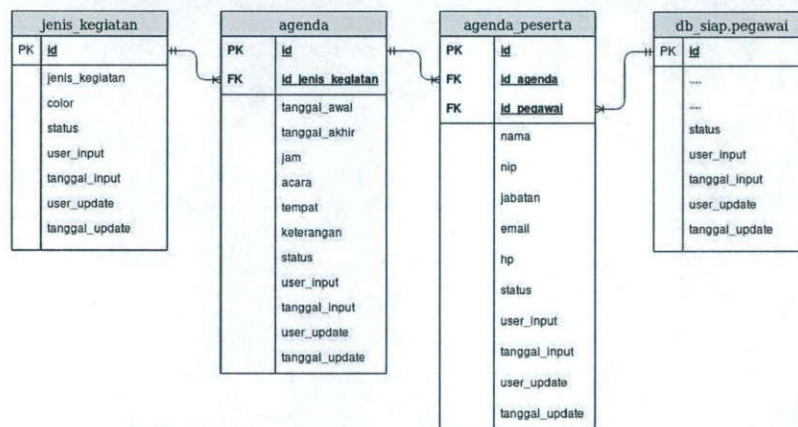 jenis_kegiatan
PK id
jenis_kegiatan
color
status
user_input
tanggal_input
user_update
tanggal_update
agenda
PK id
FK id_jenis_kegiatan
tanggal_awal
tanggal_akhir
jam
acara
tempat
keterangan
status
user_input
tanggal_input
user_update
tanggal_update
agenda_peserta
PK id
FK id_agenda
FK id_pegawai
nama
nip
jabatan
email
hp
status
user_input
tanggal_input
user_update
tanggal_update
db_siap.pegawai
PK id
....
....
status
user_input
tanggal_input
user_update
tanggal_update